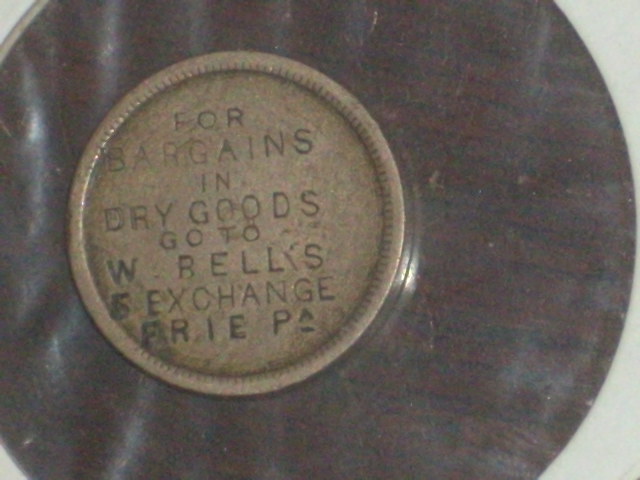 FOR
BARGAINS
IN
DRY GOODS
GO TO
W. BELL'S
5 EXCHANGE
ERIE PA